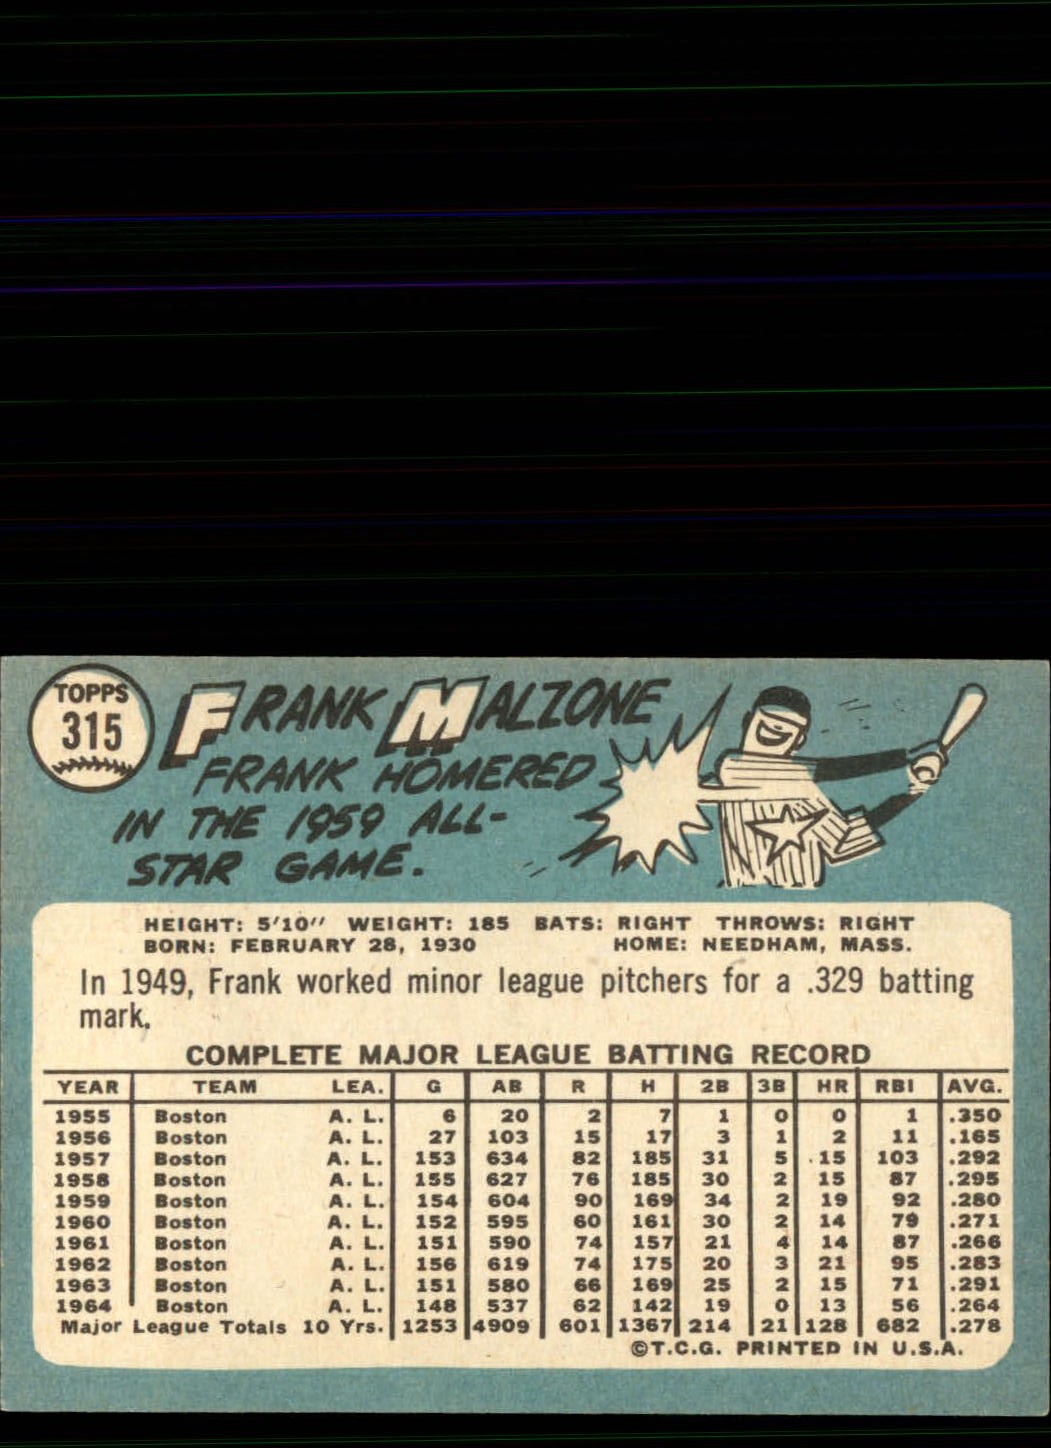 TOPPS
315
FRANK MALZONE
FRANK HOMERED
IN THE 1959 ALL-
STAR GAME.
HEIGHT: 5'10" WEIGHT: 185 BATS: RIGHT THROWS: RIGHT
BORN: FEBRUARY 28, 1930 HOME: NEEDHAM, MASS.
In 1949, Frank worked minor league pitchers for a .329 batting
mark.
COMPLETE MAJOR LEAGUE BATTING RECORD
YEAR TEAM LEA. G AB R H 2B 3B HR RBI AVG.
1955 Boston A. L. 6 20 2 7 1 0 0 1 .350
1956 Boston A. L. 27 103 15 17 3 1 2 11 .165
1957 Boston A. L. 153 634 82 185 31 5 15 103 .292
1958 Boston A. L. 155 627 76 185 30 2 15 87 .295
1959 Boston A. L. 154 604 90 169 34 2 19 92 .280
1960 Boston A. L. 152 595 60 161 30 2 14 79 .271
1961 Boston A. L. 151 590 74 157 21 4 14 87 .266
1962 Boston A. L. 156 619 74 175 20 3 21 95 .283
1963 Boston A. L. 151 580 66 169 25 2 15 71 .291
1964 Boston A. L. 148 537 62 142 19 0 13 56 .264
Major League Totals 10 Yrs. 1253 4909 601 1367 214 21 128 682 .278
©T.C.G. PRINTED IN U.S.A.